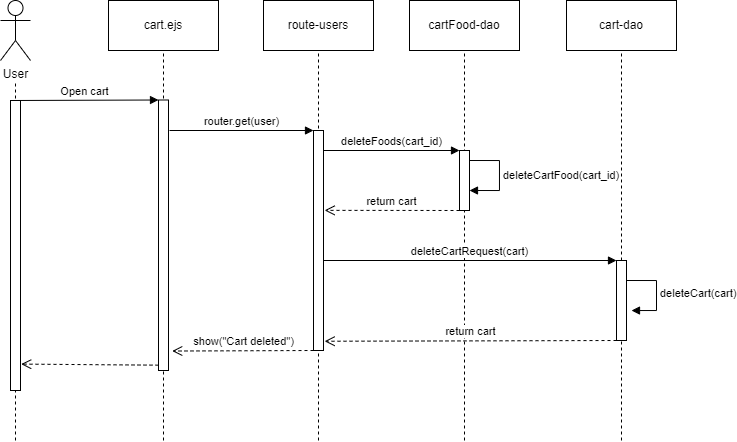 cart.ejs
route-users
cartFood-dao
cart-dao
User
Open cart
router.get(user)
deleteFoods(cart_id)
deleteCartFood(cart_id)
return cart
deleteCartRequest(cart)
deleteCart(cart)
return cart
show("Cart deleted")